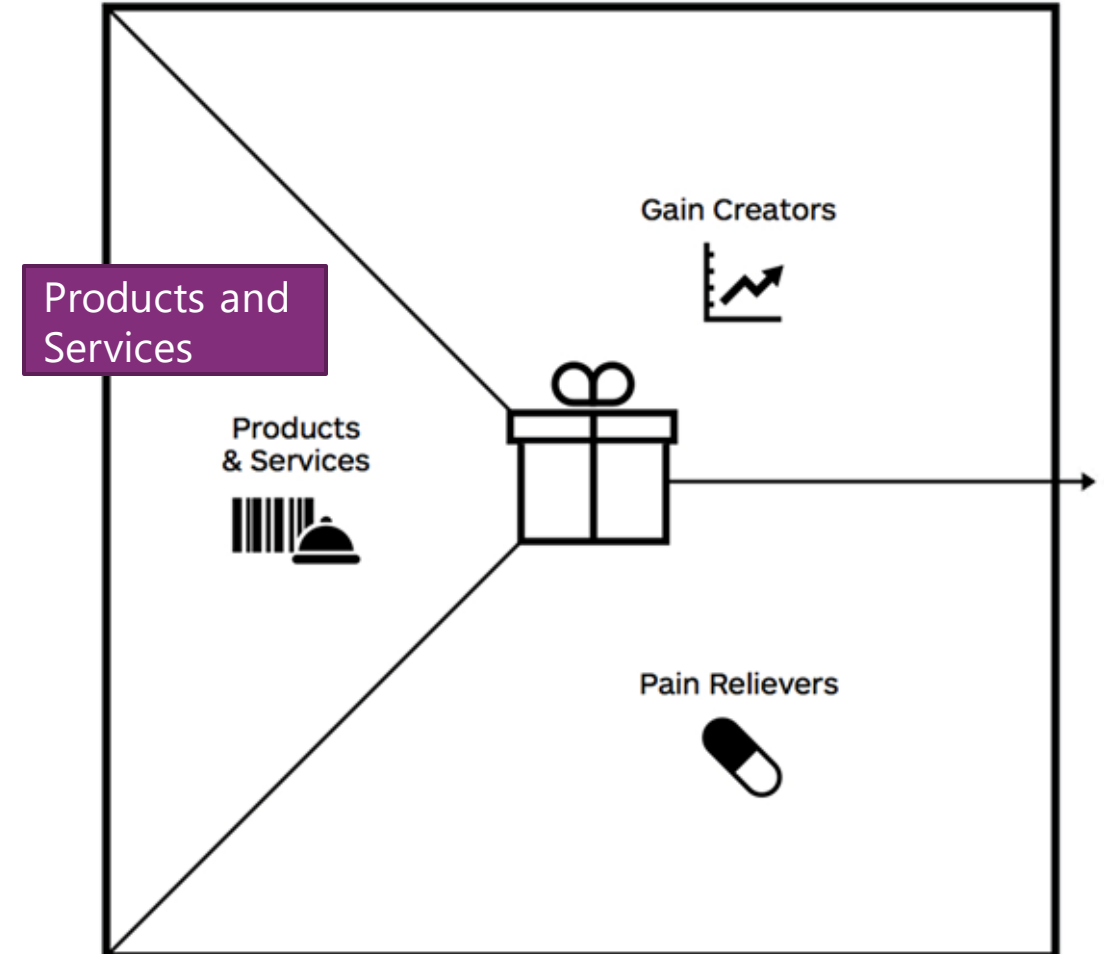 Gain Creators
Products and
Services
Products
& Services
Pain Relievers